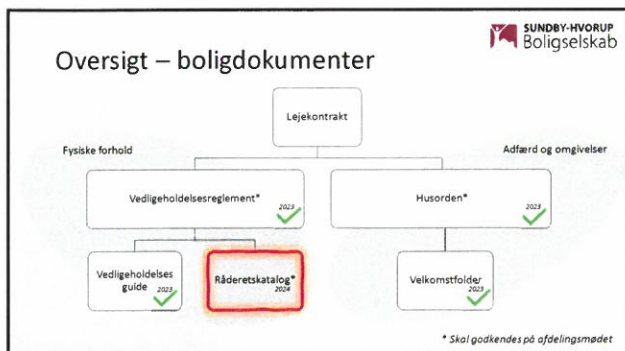 SUNDBY-HVORUP
Boligselskab
Oversigt – boligdokumenter
Lejekontrakt
Fysiske forhold
Adfærd og omgivelser
Vedligeholdelsesreglement*
2023
Husorden*
2023
Vedligeholdelses
guide
2023
Råderetskatalog*
2024
Velkomstfolder
2023
* Skal godkendes på afdelingsmødet